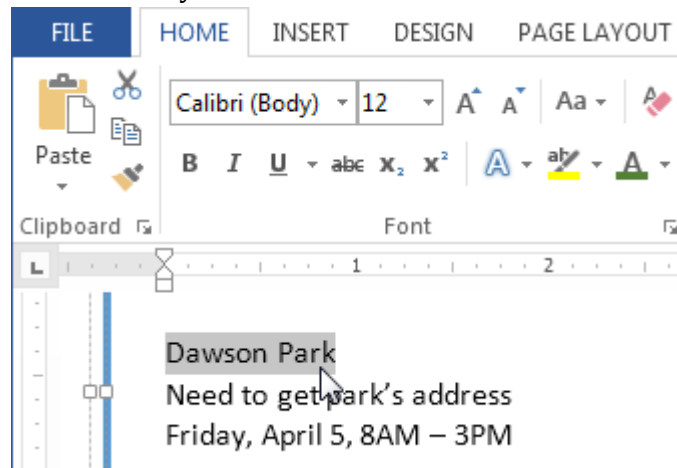 FILE HOME INSERT DESIGN PAGE LAYOUT
Calibri (Body) 12 A A Aa
Paste
B I U abc X₂ X² A ab A
Clipboard Font
L 1 2
Dawson Park
Need to get park’s address
Friday, April 5, 8AM – 3PM